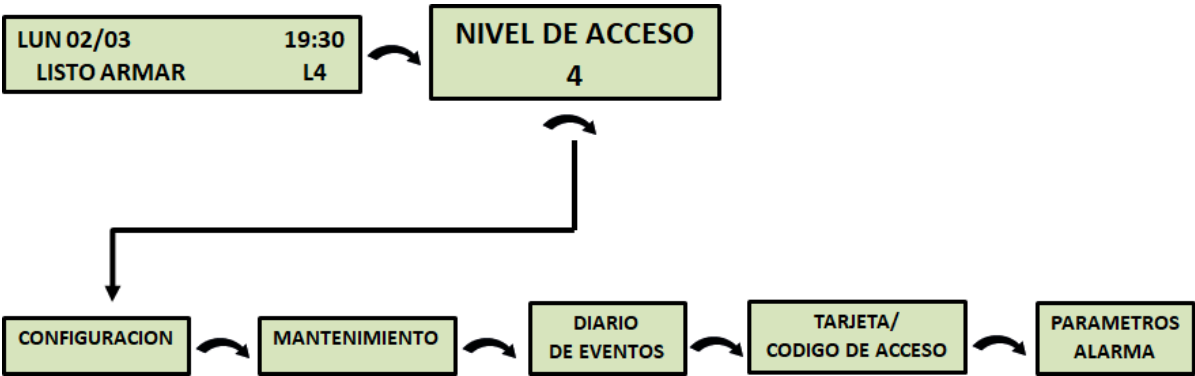 LUN 02/03 19:30
LISTO ARMAR L4
NIVEL DE ACCESO
4
CONFIGURACION
MANTENIMIENTO
DIARIO
DE EVENTOS
TARJETA/
CODIGO DE ACCESO
PARAMETROS
ALARMA